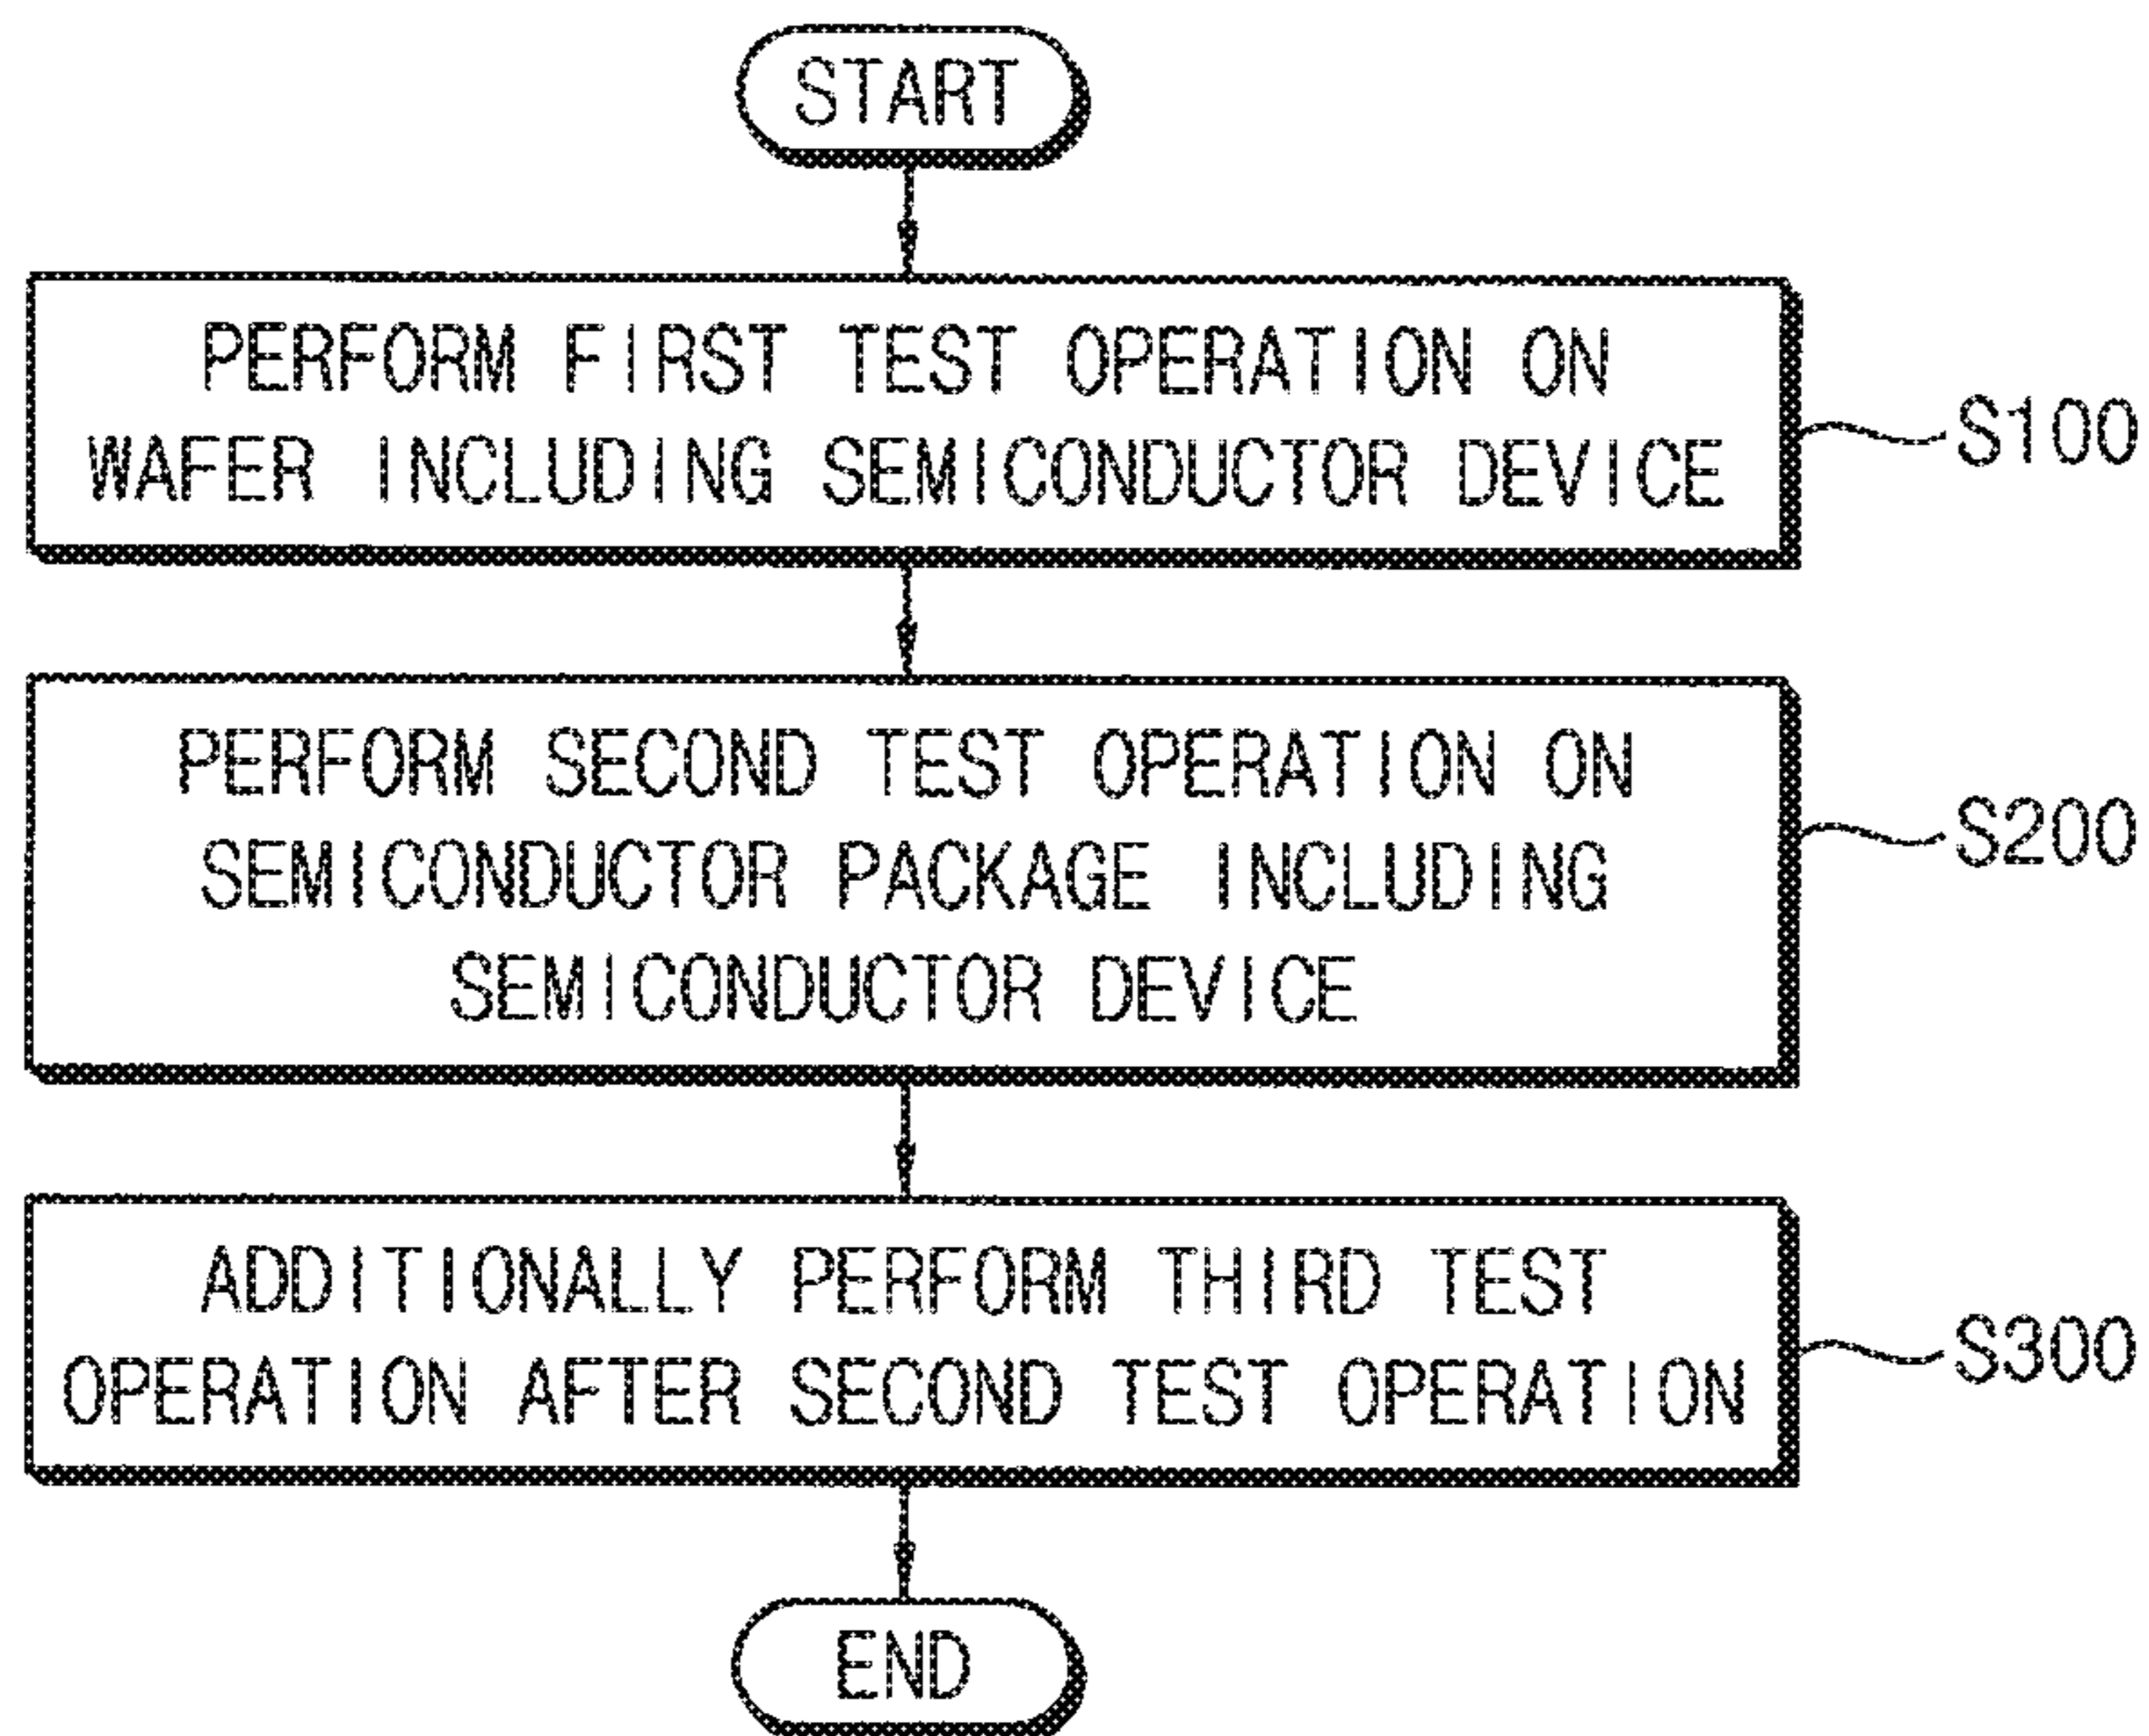 START
PERFORM FIRST TEST OPERATION ON
WAFER INCLUDING SEMICONDUCTOR DEVICE
S100
PERFORM SECOND TEST OPERATION ON
SEMICONDUCTOR PACKAGE INCLUDING
SEMICONDUCTOR DEVICE
S200
ADDITIONALLY PERFORM THIRD TEST
OPERATION AFTER SECOND TEST OPERATION
S300
END